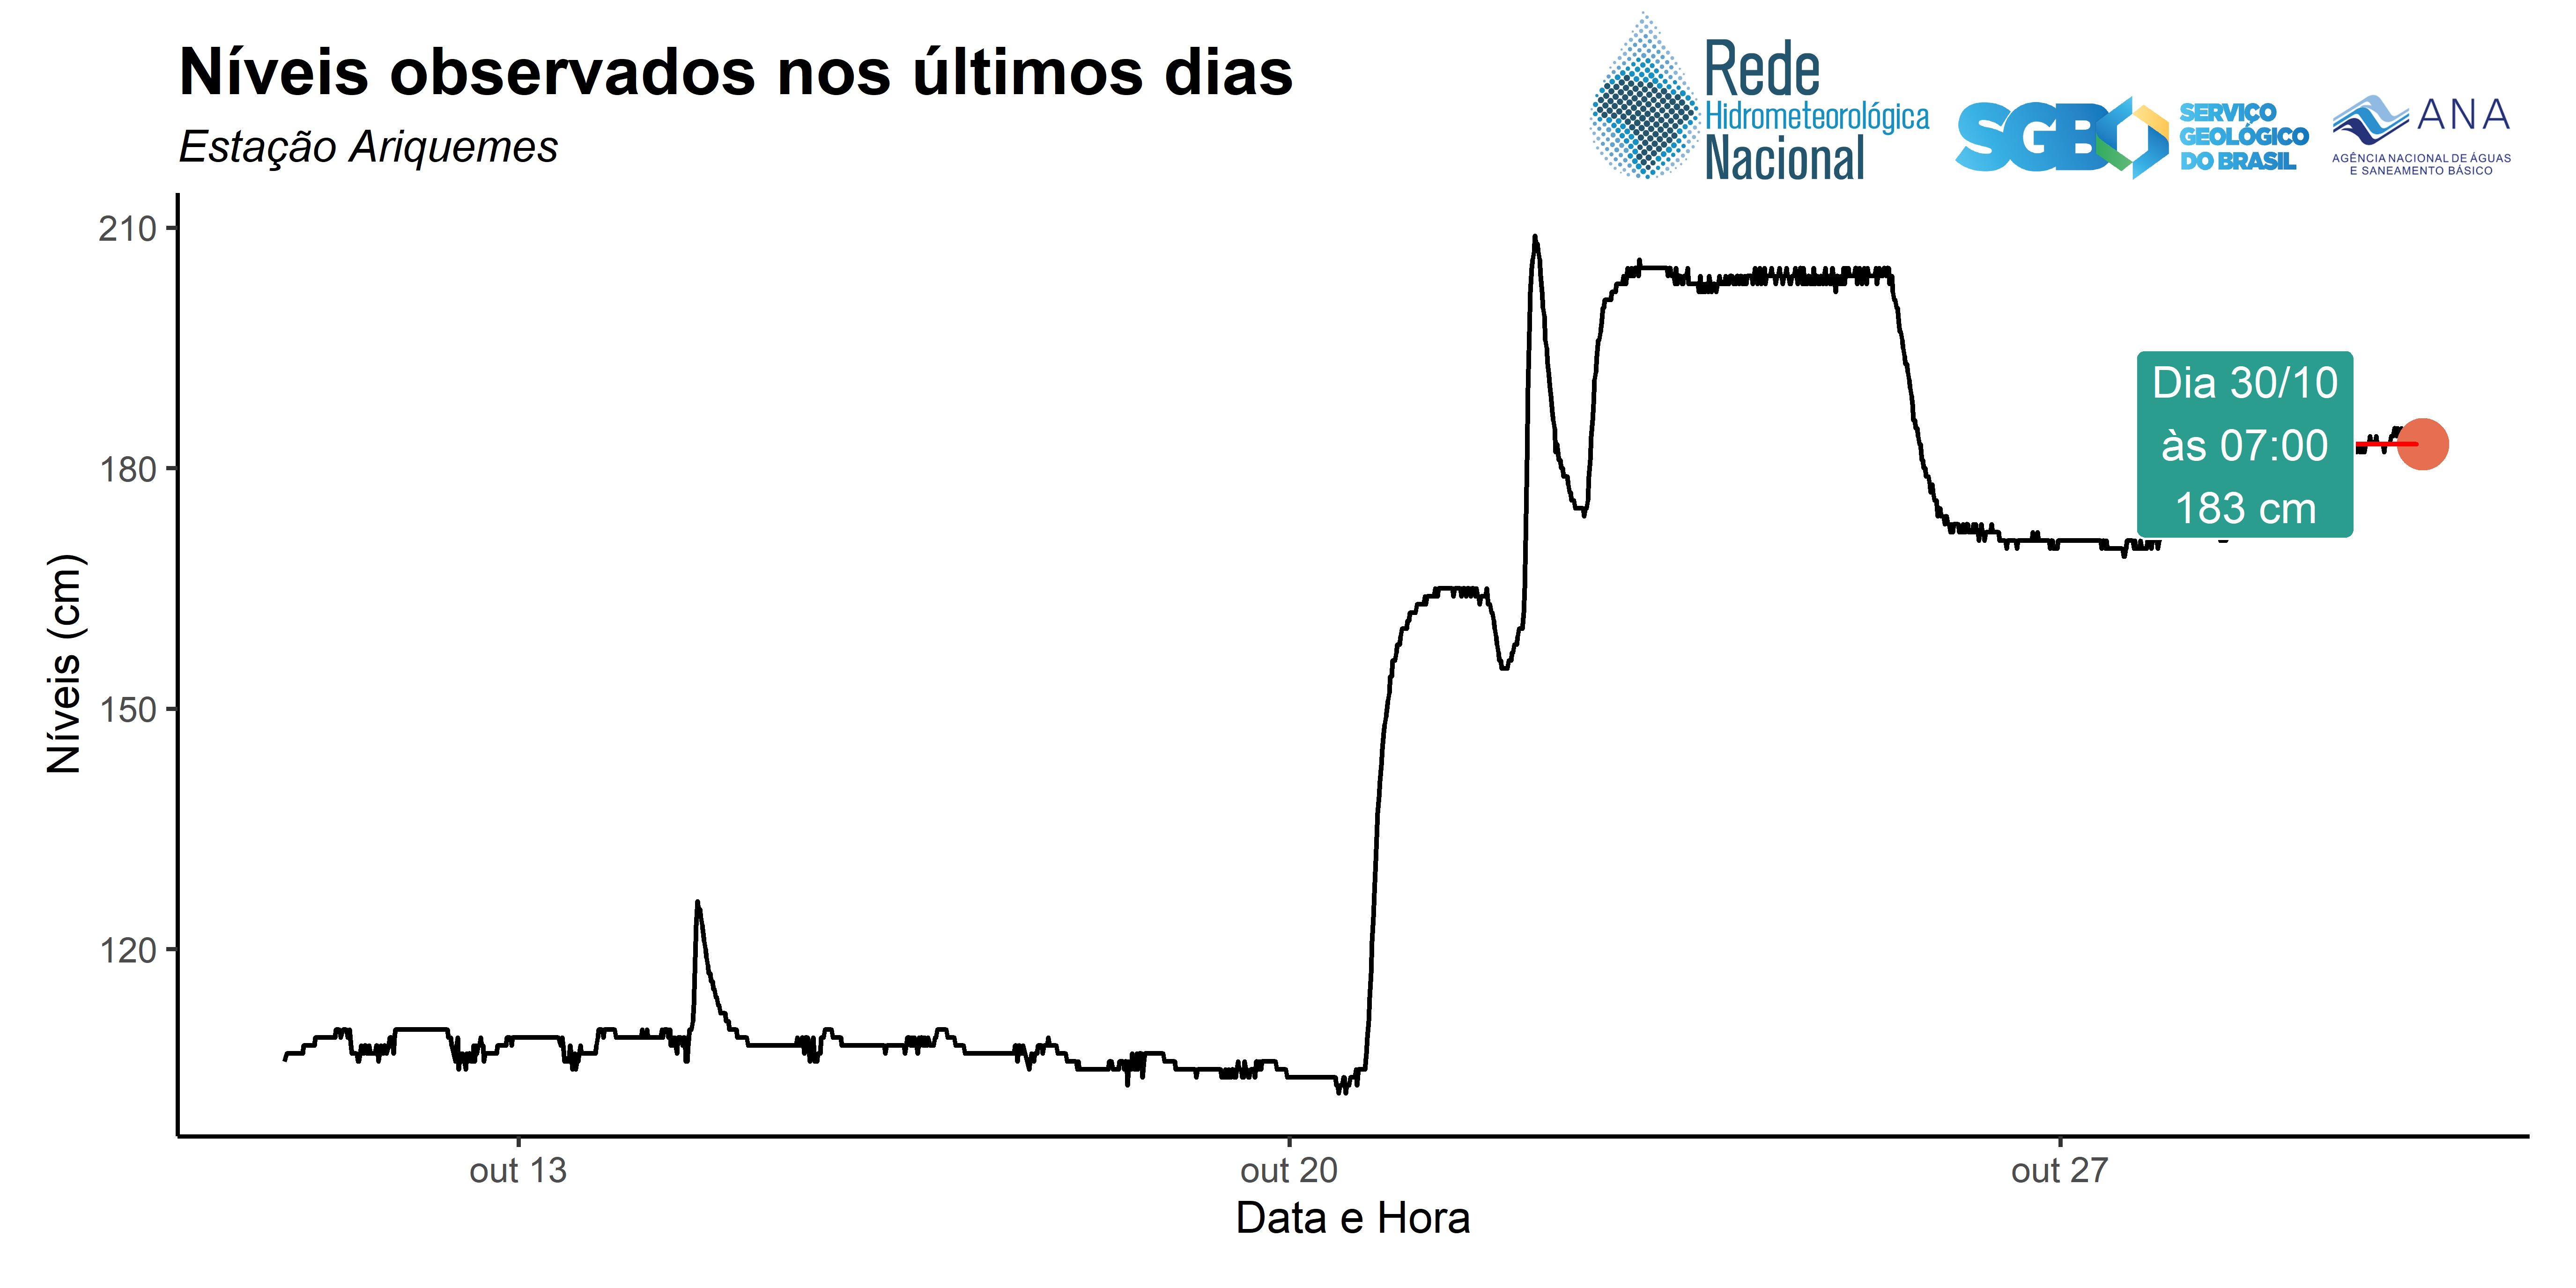 Níveis observados nos últimos dias
Estação Ariquemes
Rede
Hidrometeorológica
Nacional
SGB
SERVIÇO
GEOLÓGICO
DO BRASIL
ANA
AGÊNCIA NACIONAL DE ÁGUAS
E SANEAMENTO BÁSICO
210
180
150
120
Níveis (cm)
Dia 30/10
às 07:00
183 cm
out 13
out 20
out 27
Data e Hora